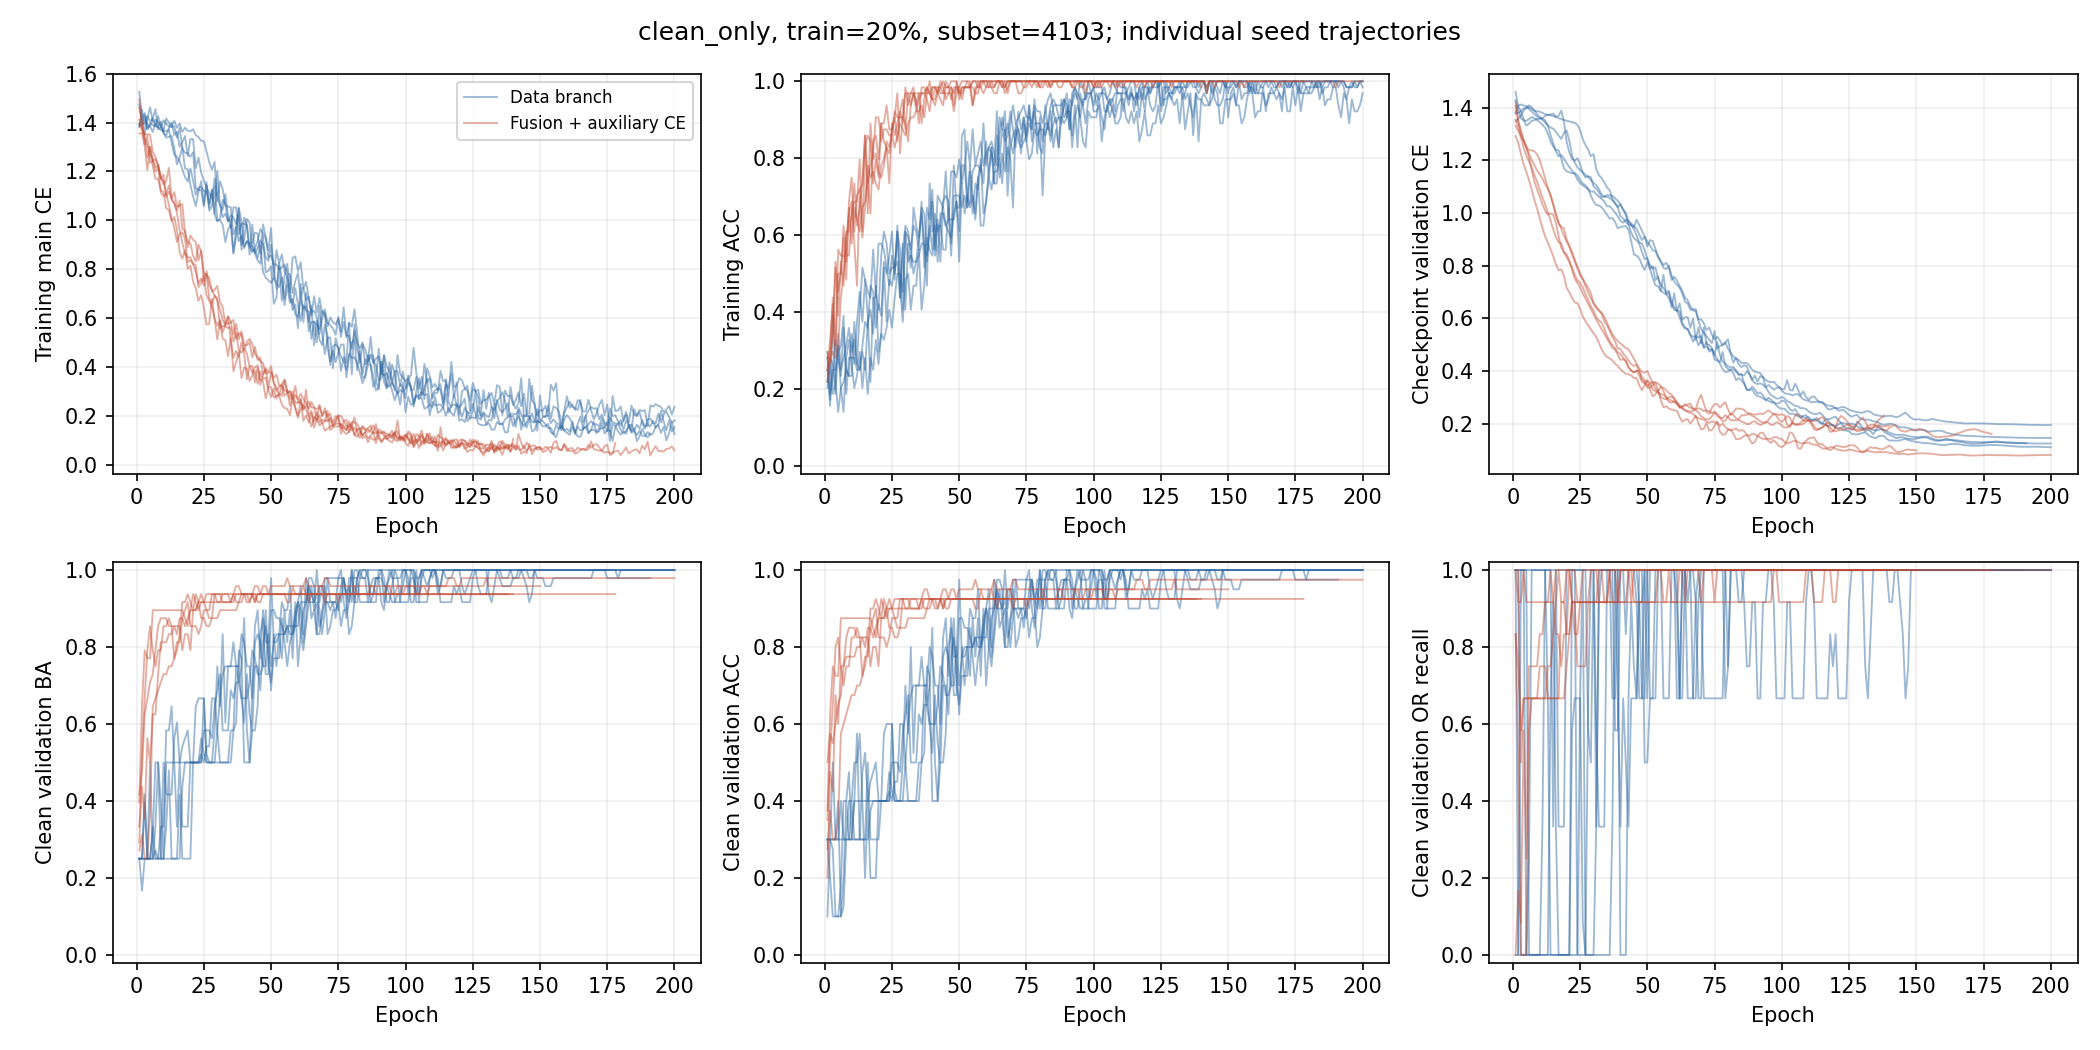 clean_only, train=20%, subset=4103; individual seed trajectories
Training main CE
1.6
1.4
1.2
1.0
0.8
0.6
0.4
0.2
0.0
Data branch
Fusion + auxiliary CE
0 25 50 75 100 125 150 175 200
Epoch
Training ACC
1.0
0.8
0.6
0.4
0.2
0.0
0 25 50 75 100 125 150 175 200
Epoch
Checkpoint validation CE
1.4
1.2
1.0
0.8
0.6
0.4
0.2
0 25 50 75 100 125 150 175 200
Epoch
Clean validation BA
1.0
0.8
0.6
0.4
0.2
0.0
0 25 50 75 100 125 150 175 200
Epoch
Clean validation ACC
1.0
0.8
0.6
0.4
0.2
0.0
0 25 50 75 100 125 150 175 200
Epoch
Clean validation OR recall
1.0
0.8
0.6
0.4
0.2
0.0
0 25 50 75 100 125 150 175 200
Epoch